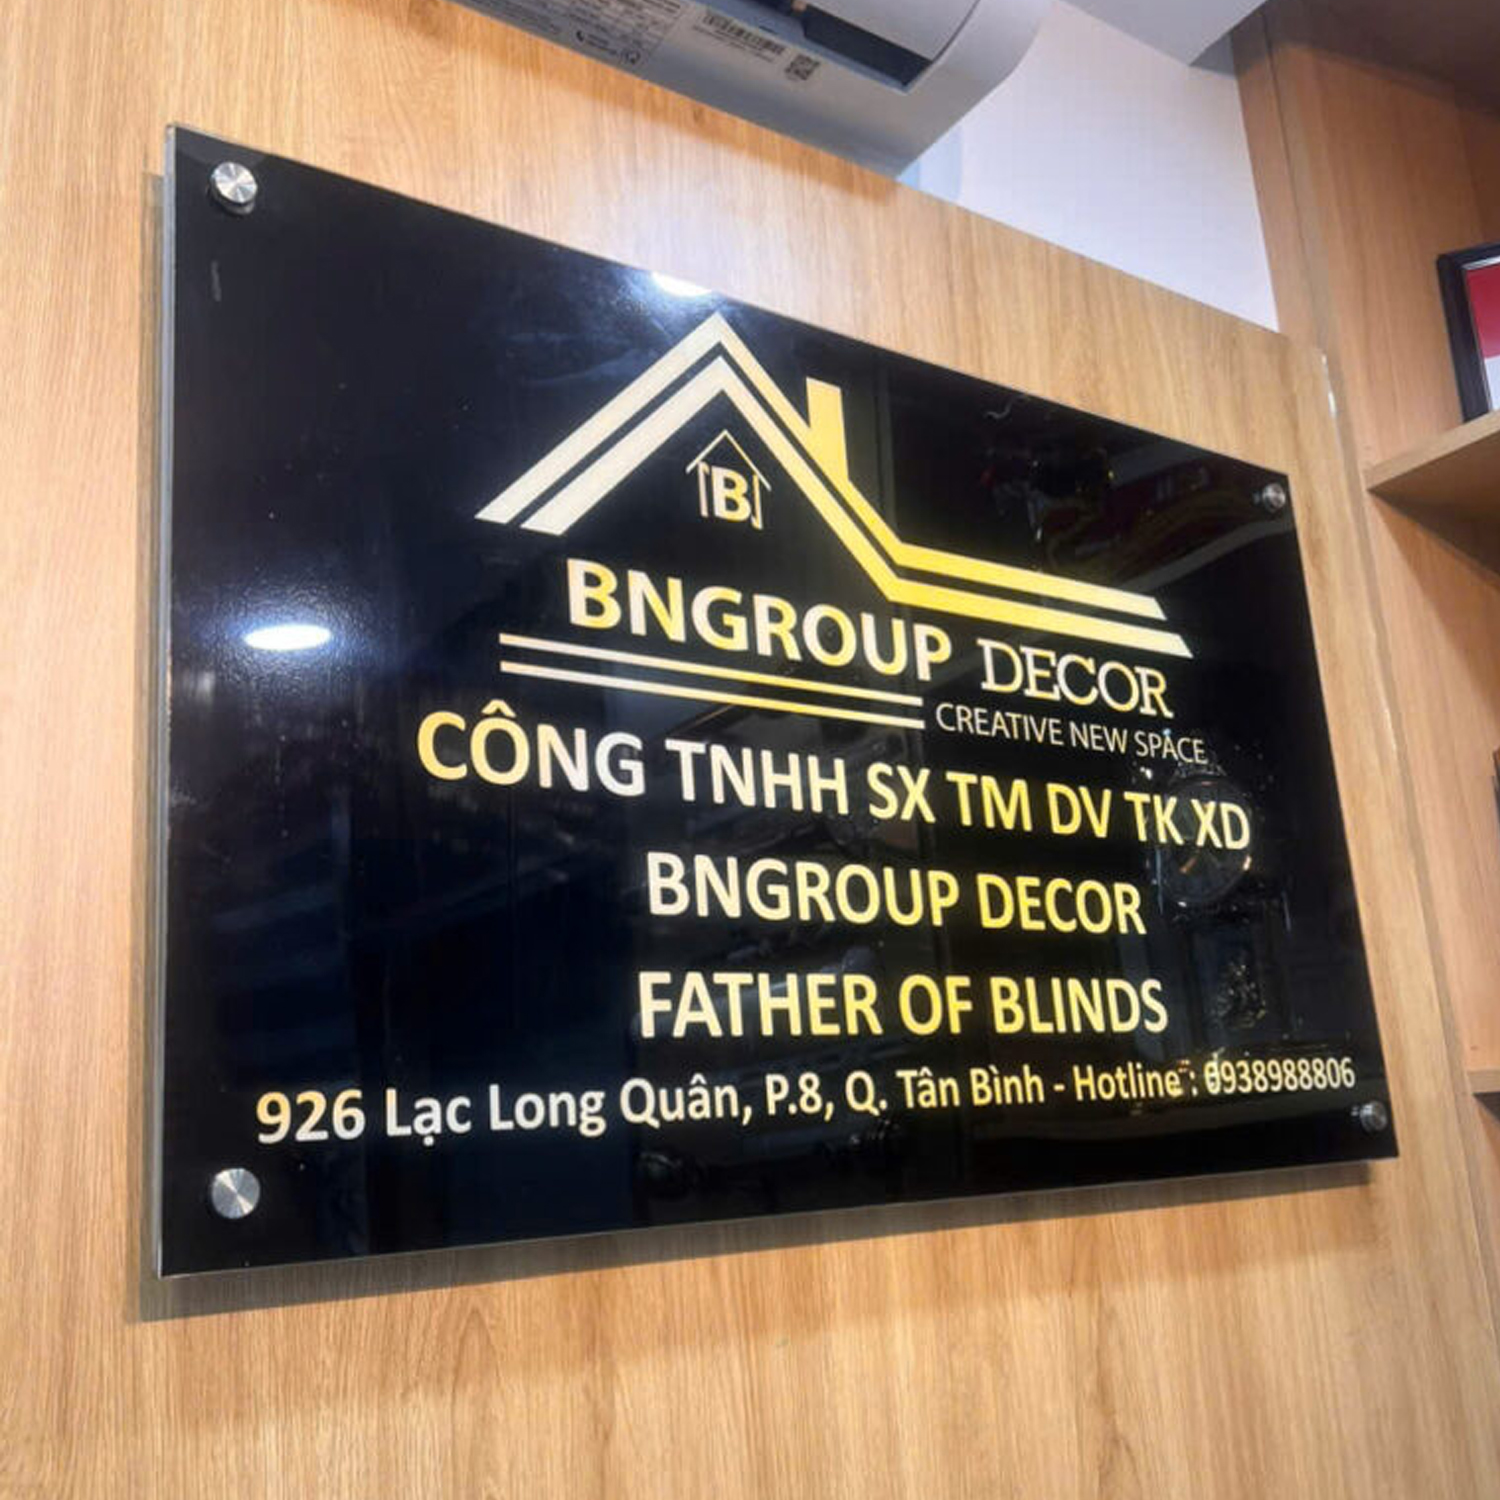 B
BNGROUP DECOR
CREATIVE NEW SPACE
CÔNG TNHH SX TM DV TK XD
BNGROUP DECOR
FATHER OF BLINDS
926 Lạc Long Quân, P.8, Q. Tân Bình - Hotline : 0938988806